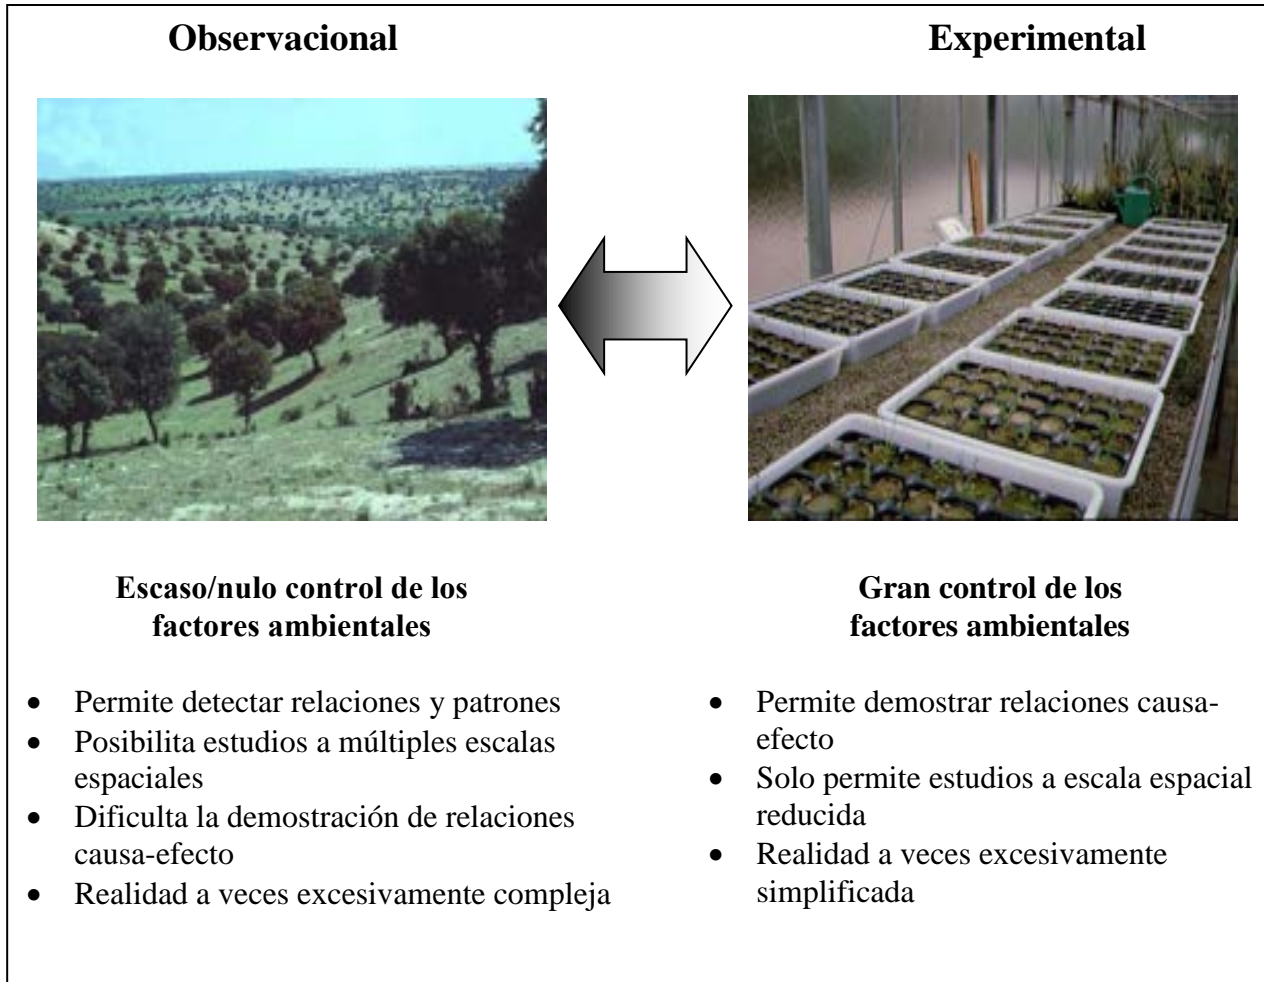 Observacional
Experimental
Escaso/nulo control de los
factores ambientales
• Permite detectar relaciones y patrones
• Posibilita estudios a múltiples escalas
espaciales
• Dificulta la demostración de relaciones
causa-efecto
• Realidad a veces excesivamente compleja
Gran control de los
factores ambientales
• Permite demostrar relaciones causa-
efecto
• Solo permite estudios a escala espacial
reducida
• Realidad a veces excesivamente
simplificada